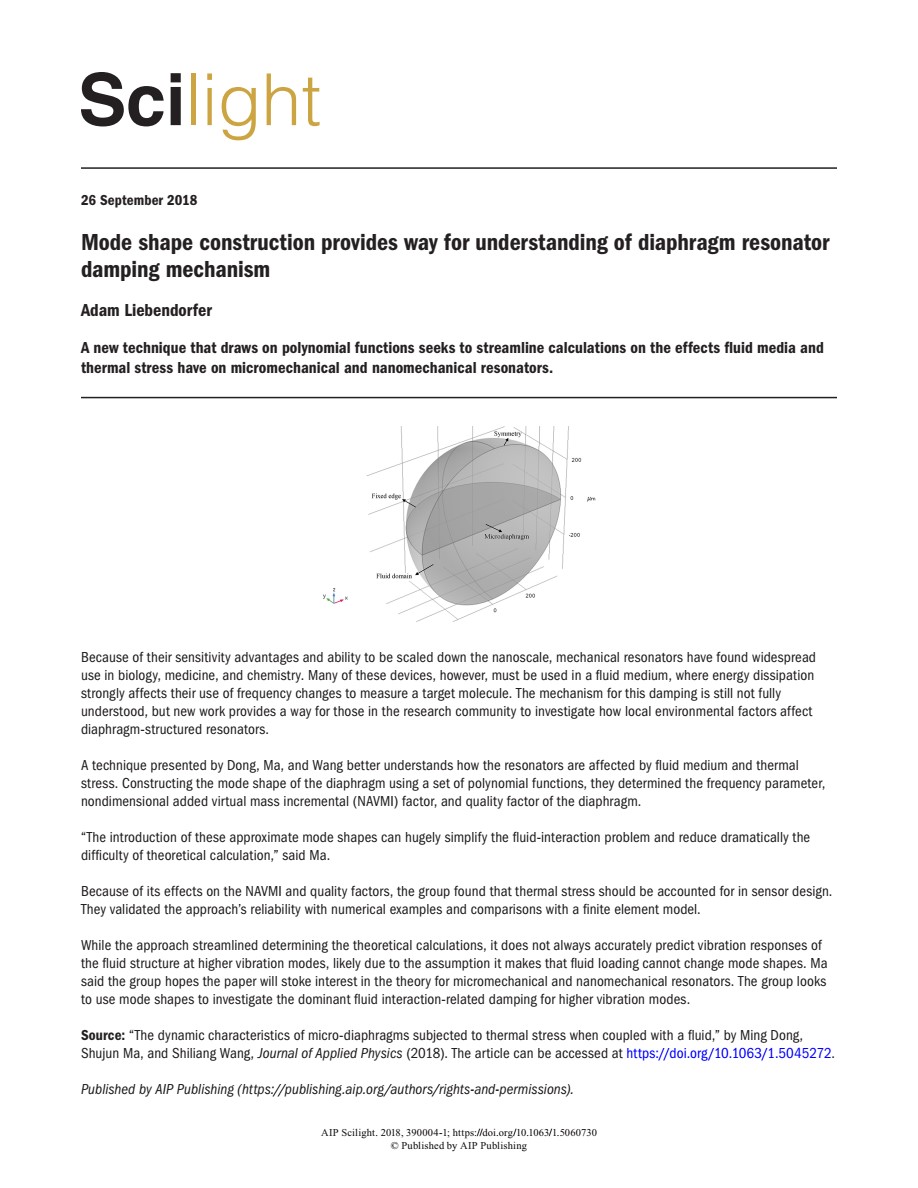 Scilight
26 September 2018
Mode shape construction provides way for understanding of diaphragm resonator
damping mechanism
Adam Liebendorfer
A new technique that draws on polynomial functions seeks to streamline calculations on the effects fluid media and
thermal stress have on micromechanical and nanomechanical resonators.
Symmetry
200
Fixed edge
0 µm
Microdiaphragm
-200
Fluid domain
z
y x
200
0
Because of their sensitivity advantages and ability to be scaled down the nanoscale, mechanical resonators have found widespread
use in biology, medicine, and chemistry. Many of these devices, however, must be used in a fluid medium, where energy dissipation
strongly affects their use of frequency changes to measure a target molecule. The mechanism for this damping is still not fully
understood, but new work provides a way for those in the research community to investigate how local environmental factors affect
diaphragm-structured resonators.
A technique presented by Dong, Ma, and Wang better understands how the resonators are affected by fluid medium and thermal
stress. Constructing the mode shape of the diaphragm using a set of polynomial functions, they determined the frequency parameter,
nondimensional added virtual mass incremental (NAVMI) factor, and quality factor of the diaphragm.
“The introduction of these approximate mode shapes can hugely simplify the fluid-interaction problem and reduce dramatically the
difficulty of theoretical calculation,” said Ma.
Because of its effects on the NAVMI and quality factors, the group found that thermal stress should be accounted for in sensor design.
They validated the approach’s reliability with numerical examples and comparisons with a finite element model.
While the approach streamlined determining the theoretical calculations, it does not always accurately predict vibration responses of
the fluid structure at higher vibration modes, likely due to the assumption it makes that fluid loading cannot change mode shapes. Ma
said the group hopes the paper will stoke interest in the theory for micromechanical and nanomechanical resonators. The group looks
to use mode shapes to investigate the dominant fluid interaction-related damping for higher vibration modes.
Source: “The dynamic characteristics of micro-diaphragms subjected to thermal stress when coupled with a fluid,” by Ming Dong,
Shujun Ma, and Shiliang Wang, Journal of Applied Physics (2018). The article can be accessed at https://doi.org/10.1063/1.5045272.
Published by AIP Publishing (https://publishing.aip.org/authors/rights-and-permissions).
AIP Scilight. 2018, 390004-1; https://doi.org/10.1063/1.5060730
© Published by AIP Publishing